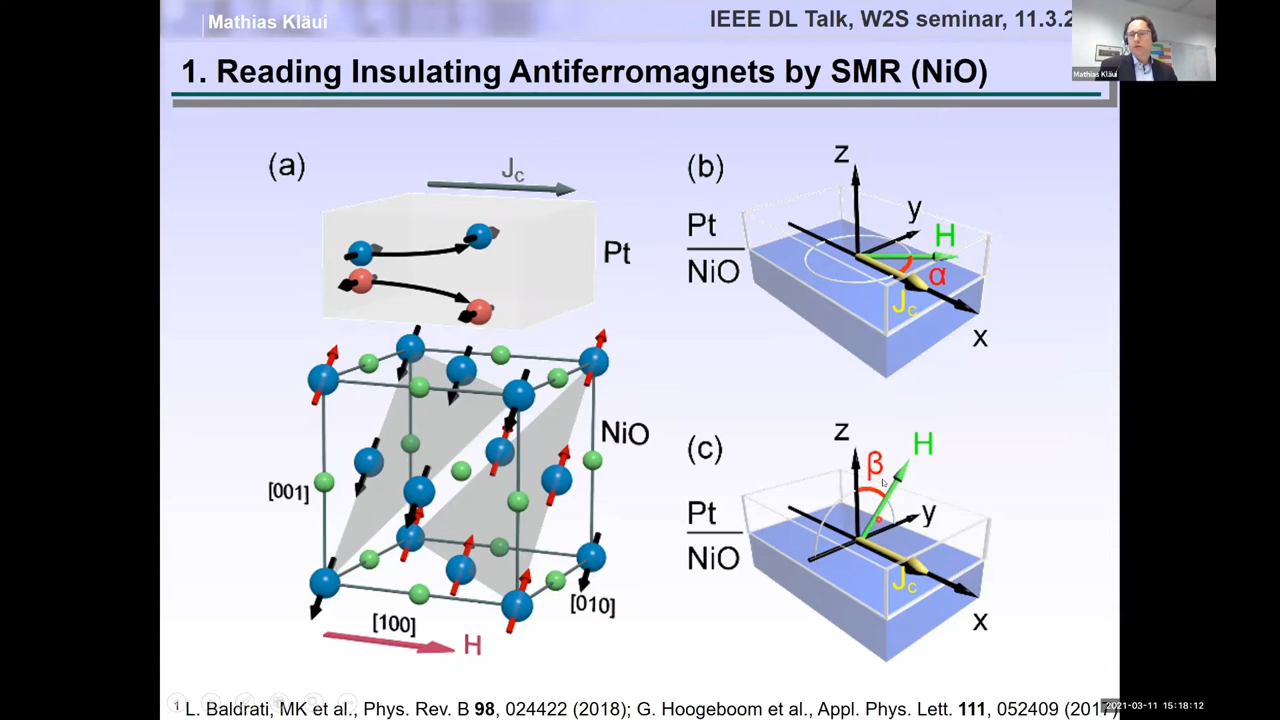 Mathias Kläui
IEEE DL Talk, W2S seminar, 11.3.2
Mathias Kläui
1. Reading Insulating Antiferromagnets by SMR (NiO)
(a)
Jc
Pt
NiO
[001]
[100]
[010]
H
(b)
Pt
NiO
z
y
H
α
Jc
x
(c)
Pt
NiO
z
β
H
y
Jc
x
1 L. Baldrati, MK et al., Phys. Rev. B 98, 024422 (2018); G. Hoogeboom et al., Appl. Phys. Lett. 111, 052409 (2017)
2021-03-11 15:18:12